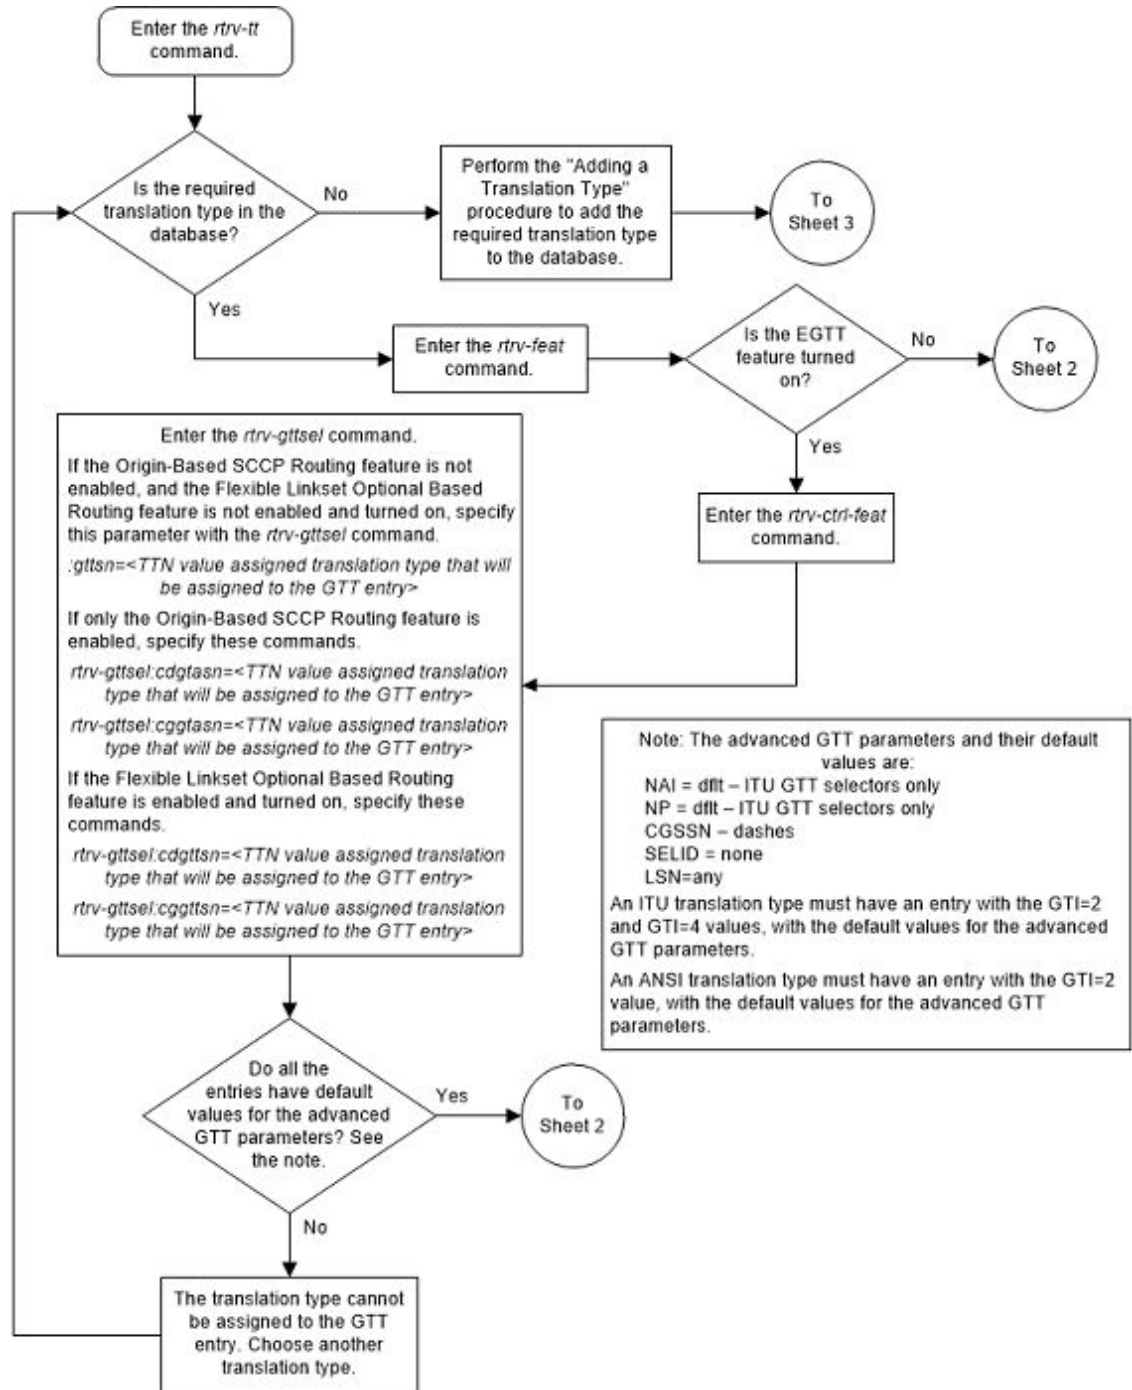 Enter the rtrv-tt
command.
Is the required
translation type in the
database?
No
Perform the "Adding a
Translation Type"
procedure to add the
required translation type
to the database.
To
Sheet 3
Yes
Enter the rtrv-feat
command.
Is the EGTT
feature turned
on?
No
To
Sheet 2
Yes
Enter the rtrv-ctrl-feat
command.
Enter the rtrv-gttsel command.
If the Origin-Based SCCP Routing feature is not
enabled, and the Flexible Linkset Optional Based
Routing feature is not enabled and turned on, specify
this parameter with the rtrv-gttsel command.
:gttsn=<TTN value assigned translation type that will
be assigned to the GTT entry>
If only the Origin-Based SCCP Routing feature is
enabled, specify these commands.
rtrv-gttsel:cdgtasn=<TTN value assigned translation
type that will be assigned to the GTT entry>
rtrv-gttsel:cggtasn=<TTN value assigned translation
type that will be assigned to the GTT entry>
If the Flexible Linkset Optional Based Routing
feature is enabled and turned on, specify these
commands.
rtrv-gttsel:cdgttsn=<TTN value assigned translation
type that will be assigned to the GTT entry>
rtrv-gttsel:cggttsn=<TTN value assigned translation
type that will be assigned to the GTT entry>
Note: The advanced GTT parameters and their default
values are:
NAI = dflt – ITU GTT selectors only
NP = dflt – ITU GTT selectors only
CGSSN – dashes
SELID = none
LSN=any
An ITU translation type must have an entry with the GTI=2
and GTI=4 values, with the default values for the advanced
GTT parameters.
An ANSI translation type must have an entry with the GTI=2
value, with the default values for the advanced GTT
parameters.
Do all the
entries have default
values for the advanced
GTT parameters? See
the note.
Yes
To
Sheet 2
No
The translation type cannot
be assigned to the GTT
entry. Choose another
translation type.